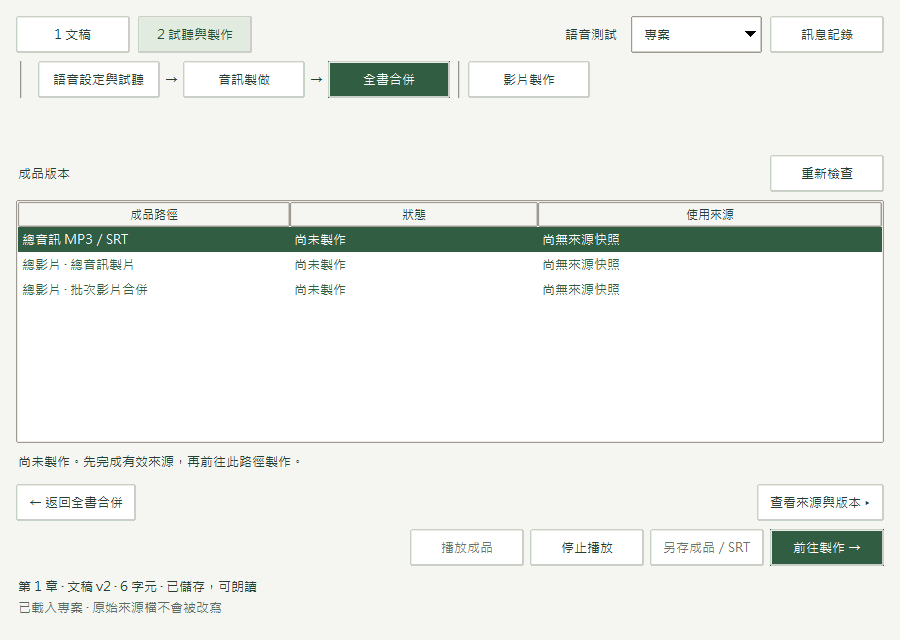 1 文稿
2 試聽與製作
語音測試
專案
訊息記錄
語音設定與試聽
→
音訊製做
→
全書合併
影片製作
成品版本
重新檢查
成品路徑 狀態 使用來源
總音訊 MP3 / SRT 尚未製作 尚無來源快照
總影片 · 總音訊製片 尚未製作 尚無來源快照
總影片 · 批次影片合併 尚未製作 尚無來源快照
尚未製作。先完成有效來源，再前往此路徑製作。
← 返回全書合併
查看來源與版本 ▸
播放成品
停止播放
另存成品 / SRT
前往製作 →
第 1 章 · 文稿 v2 · 6 字元 · 已儲存，可朗讀
已載入專案 · 原始來源檔不會被改寫